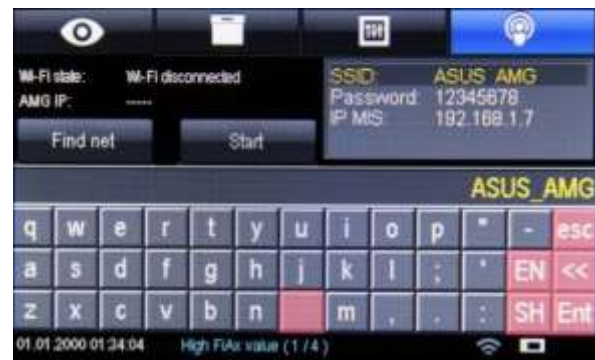 Wi-Fi state: Wi-Fi disconnected
AMG IP: -----
Find net Start
SSID: ASUS_AMG
Password: 12345678
IP MIS: 192.168.1.7
ASUS_AMG
q w e r t y u i o p " - esc
a s d f g h j k l ; ' EN <<
z x c v b n m , . : SH Ent
01.01.2000 01:34:04 High FiAx value (1/4)